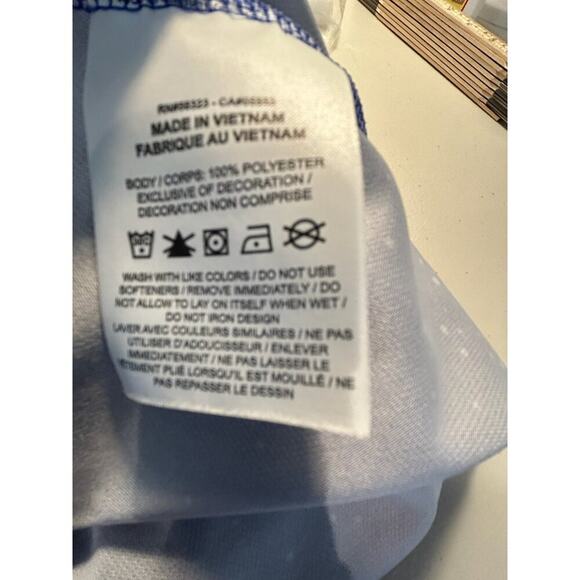 MADE IN VIETNAM
FABRIQUE AU VIETNAM
BODY / CORPS: 100% POLYESTER
EXCLUSIVE OF DECORATION /
DECORATION NON COMPRISE
WASH WITH LIKE COLORS / DO NOT USE
SOFTENERS / REMOVE IMMEDIATELY / DO
NOT ALLOW TO LAY ON ITSELF WHEN WET /
DO NOT IRON DESIGN
LAVER AVEC COULEURS SIMILAIRES / NE PAS
UTILISER D'ADOUCISSEUR / ENLEVER
IMMEDIATEMENT / NE PAS LAISSER LE
VÊTEMENT PLIÉ LORSQU'IL EST MOUILLÉ / NE
PAS REPASSER LE DESSIN